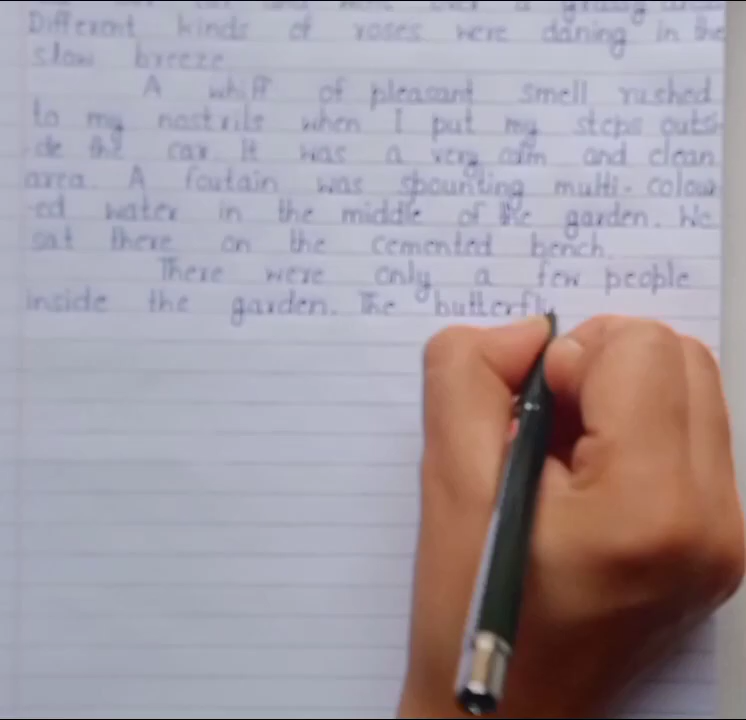 Different kinds of roses were daning in the
slow breeze
A whiff of pleasant smell rushed
to my nostrils when I put my steps outsi
-de the car. It was a very calm and clean
area. A foutain was spounting multi-colour
-ed water in the middle of the garden. We
sat there on the cemented bench.
There were only a few people
inside the garden. The butterfly